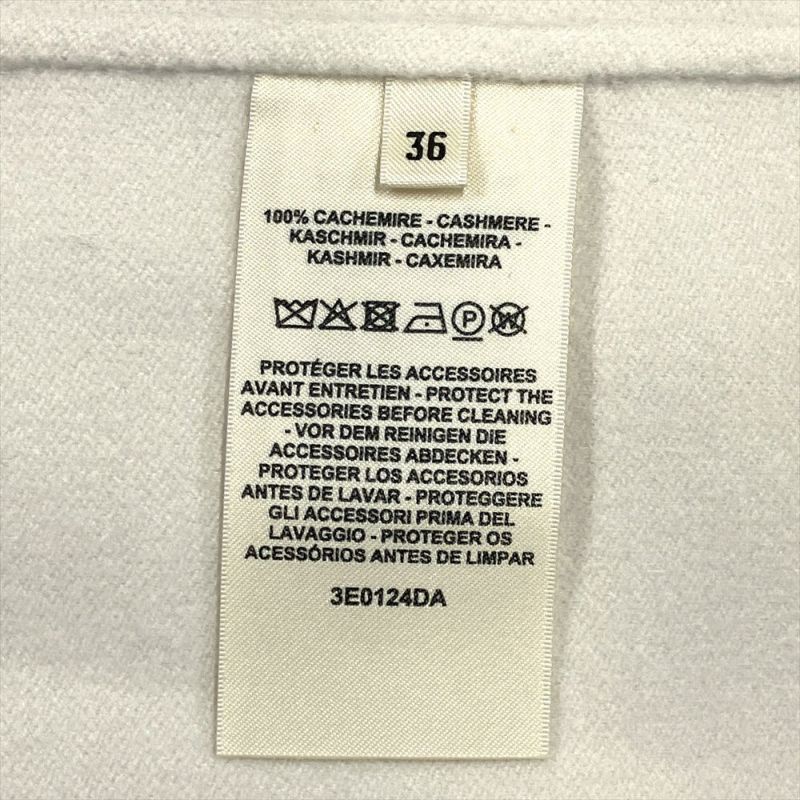 36
100% CACHEMIRE - CASHMERE -
KASCHMIR - CACHEMIRA -
KASHMIR - CAXEMIRA
P W
PROTÉGER LES ACCESSOIRES
AVANT ENTRETIEN - PROTECT THE
ACCESSORIES BEFORE CLEANING
- VOR DEM REINIGEN DIE
ACCESSOIRES ABDECKEN -
PROTEGER LOS ACCESORIOS
ANTES DE LAVAR - PROTEGGERE
GLI ACCESSORI PRIMA DEL
LAVAGGIO - PROTEGER OS
ACESSÓRIOS ANTES DE LIMPAR
3E0124DA